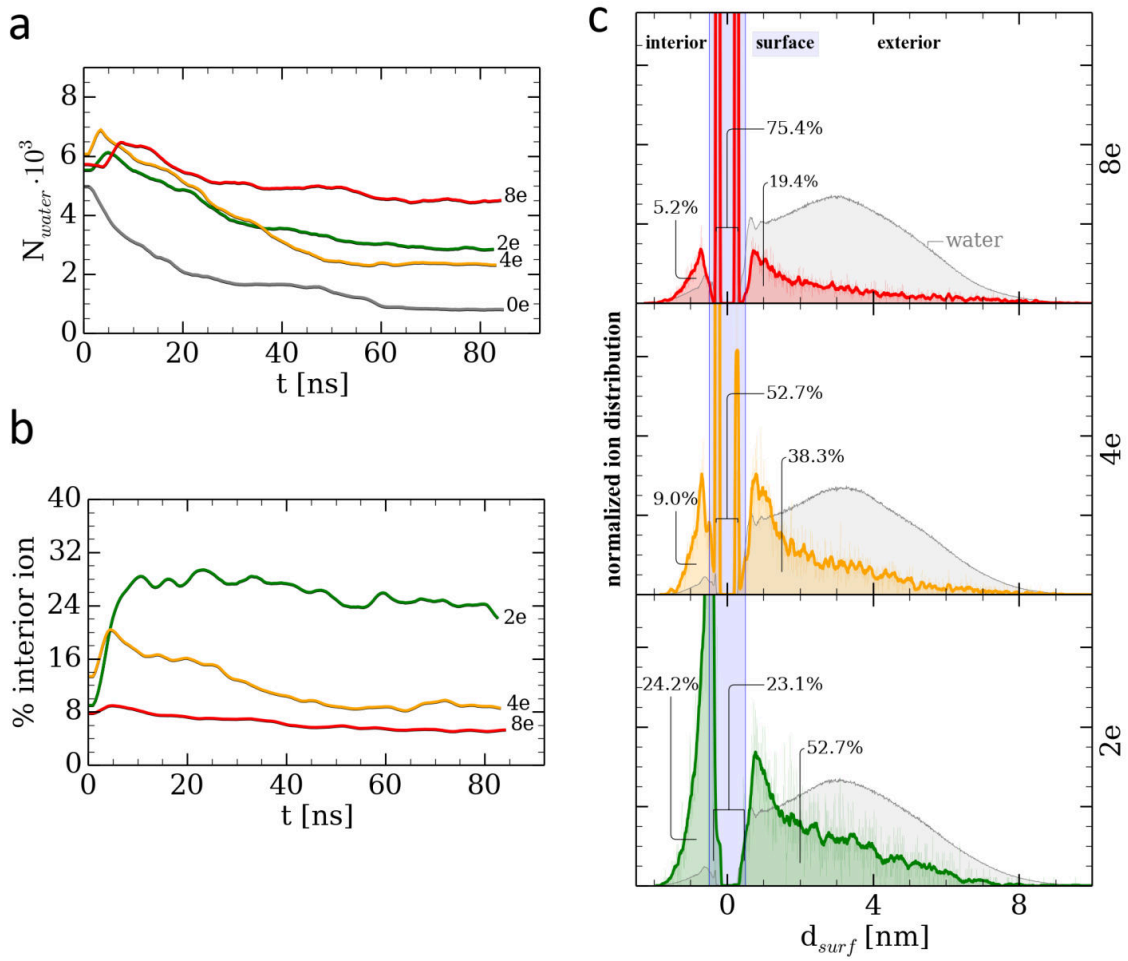 a
N_water · 10³
8
6
4
2
0
8e
2e
4e
0e
0 20 40 60 80
t [ns]
b
% interior ion
40
32
24
16
8
0
2e
4e
8e
0 20 40 60 80
t [ns]
c
normalized ion distribution
interior surface exterior
75.4%
19.4%
5.2%
water
8e
52.7%
38.3%
9.0%
4e
24.2% 23.1%
52.7%
2e
0 4 8
d_surf [nm]